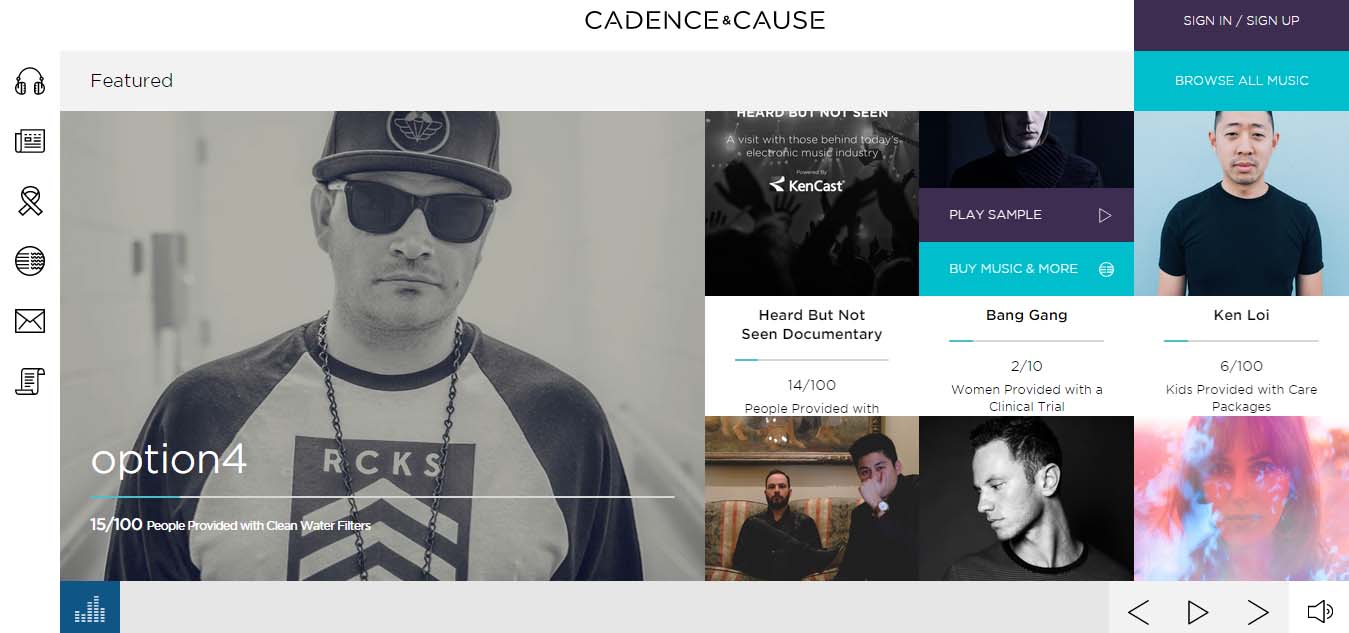 CADENCE & CAUSE
SIGN IN / SIGN UP
Featured
BROWSE ALL MUSIC
HEARD BUT NOT SEEN
A visit with those behind today's
electronic music industry
Powered By
KenCast
PLAY SAMPLE
BUY MUSIC & MORE
Heard But Not
Seen Documentary
14/100
People Provided with
Bang Gang
2/10
Women Provided with a
Clinical Trial
Ken Loi
6/100
Kids Provided with Care
Packages
RCKS
option4
15/100 People Provided with Clean Water Filters